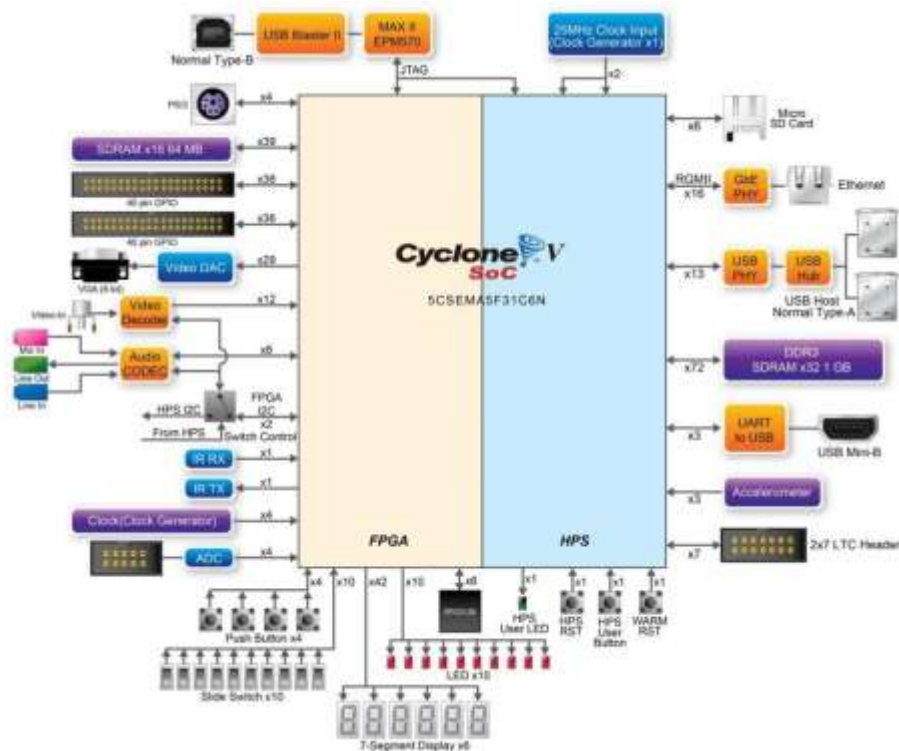 USB Blaster II
MAX II
EPM570
25MHz Clock Input
(Clock Generator x1)
Normal Type-B
JTAG
x2
PS/2
x4
x6
Micro
SD Card
SDRAM x16 64 MB
x39
x36
40 pin GPIO
RGMII
x16
GbE
PHY
Ethernet
x36
40 pin GPIO
Cyclone V
SoC
5CSEMA5F31C6N
VGA (8-bit)
Video DAC
x29
x13
USB
PHY
USB
Hub
USB Host
Normal Type-A
Video-In
Video
Decoder
x12
Mic In
Line Out
Line In
Audio
CODEC
x6
x72
DDR3
SDRAM x32 1 GB
HPS I2C
From HPS
FPGA
I2C
x2
Switch Control
x3
UART
to USB
USB Mini-B
IR RX
x1
IR TX
x1
x3
Accelerometer
Clock(Clock Generator)
x4
ADC
x4
FPGA
HPS
x7
2x7 LTC Header
x4
x10
x42
x10
x6
x1
x1
x1
x1
Push Button x4
HPS
User LED
HPS
RST
HPS
User
Button
WARM
RST
Slide Switch x10
LED x10
7-Segment Display x6